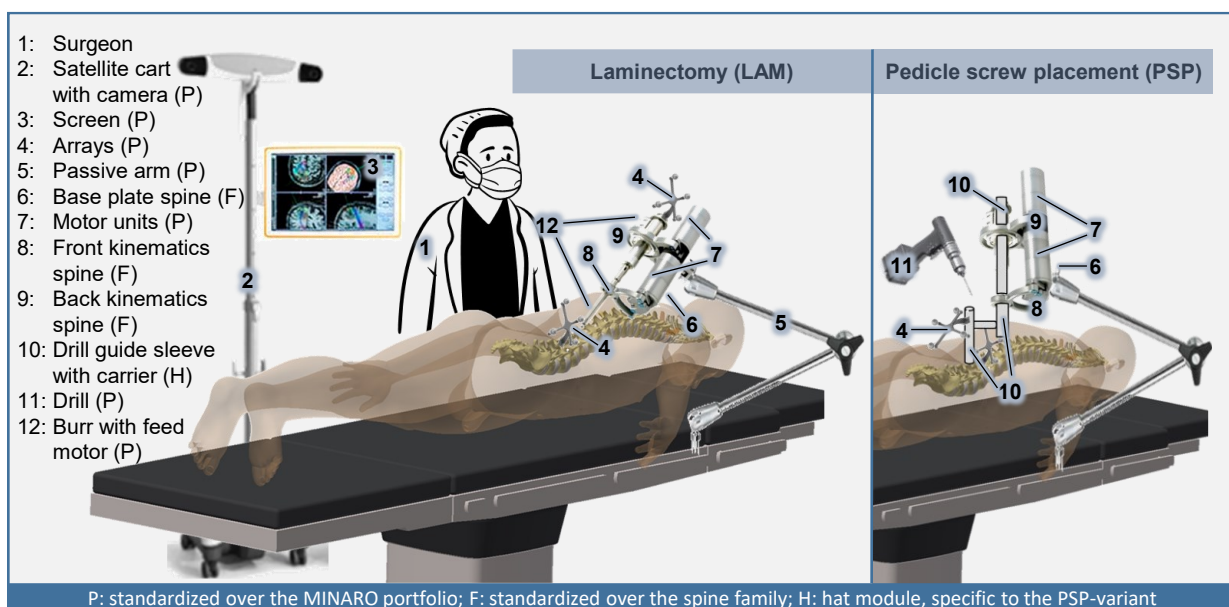 1: Surgeon
2: Satellite cart
with camera (P)
3: Screen (P)
4: Arrays (P)
5: Passive arm (P)
6: Base plate spine (F)
7: Motor units (P)
8: Front kinematics
spine (F)
9: Back kinematics
spine (F)
10: Drill guide sleeve
with carrier (H)
11: Drill (P)
12: Burr with feed
motor (P)
Laminectomy (LAM)
3
4
12
9
1
8
7
2
6
5
4
Pedicle screw placement (PSP)
10
9
7
11
6
8
4
10
P: standardized over the MINARO portfolio; F: standardized over the spine family; H: hat module, specific to the PSP-variant